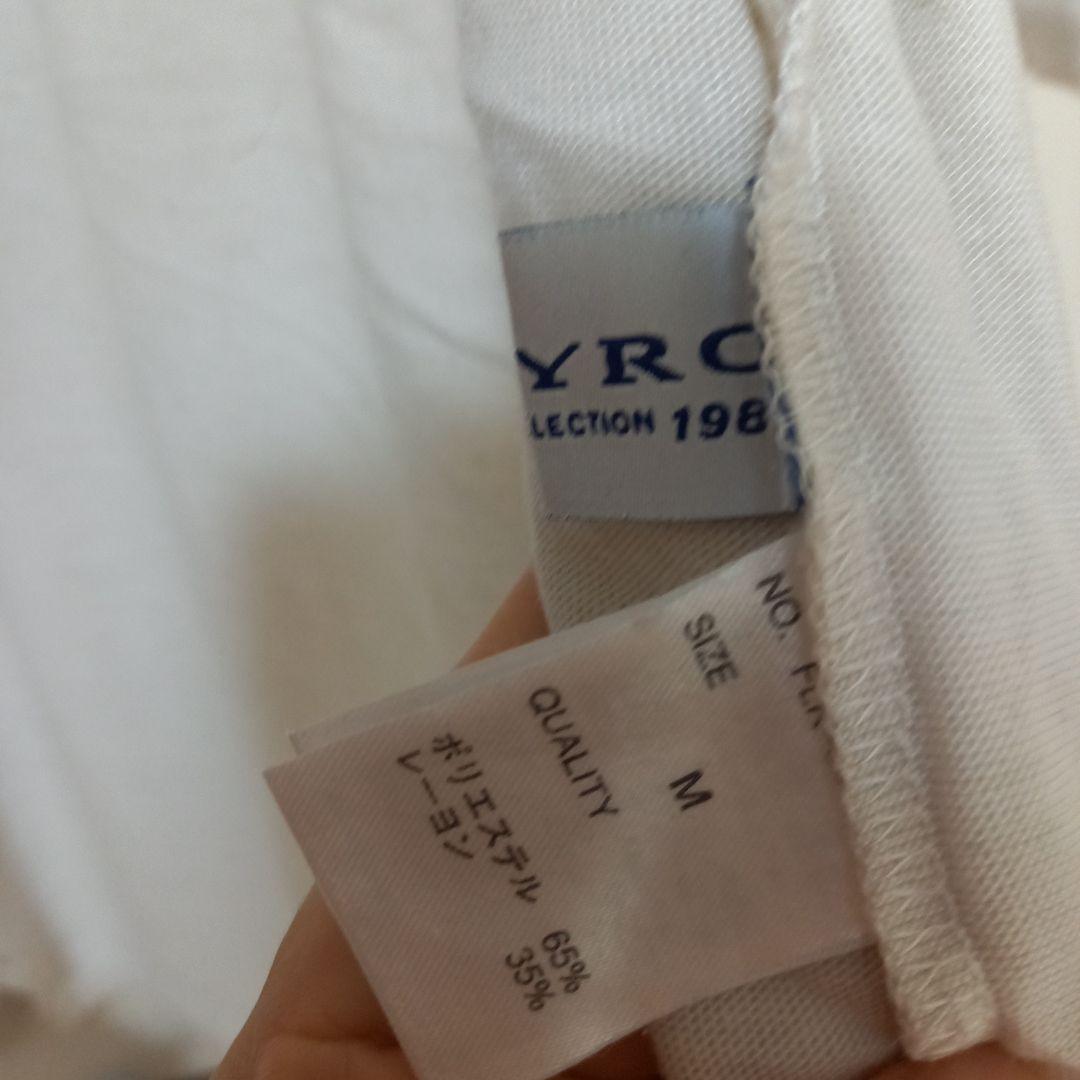 YRO
LECTION 198
NO.
SIZE M
QUALITY
ポリエステル 65%
レーヨン 35%